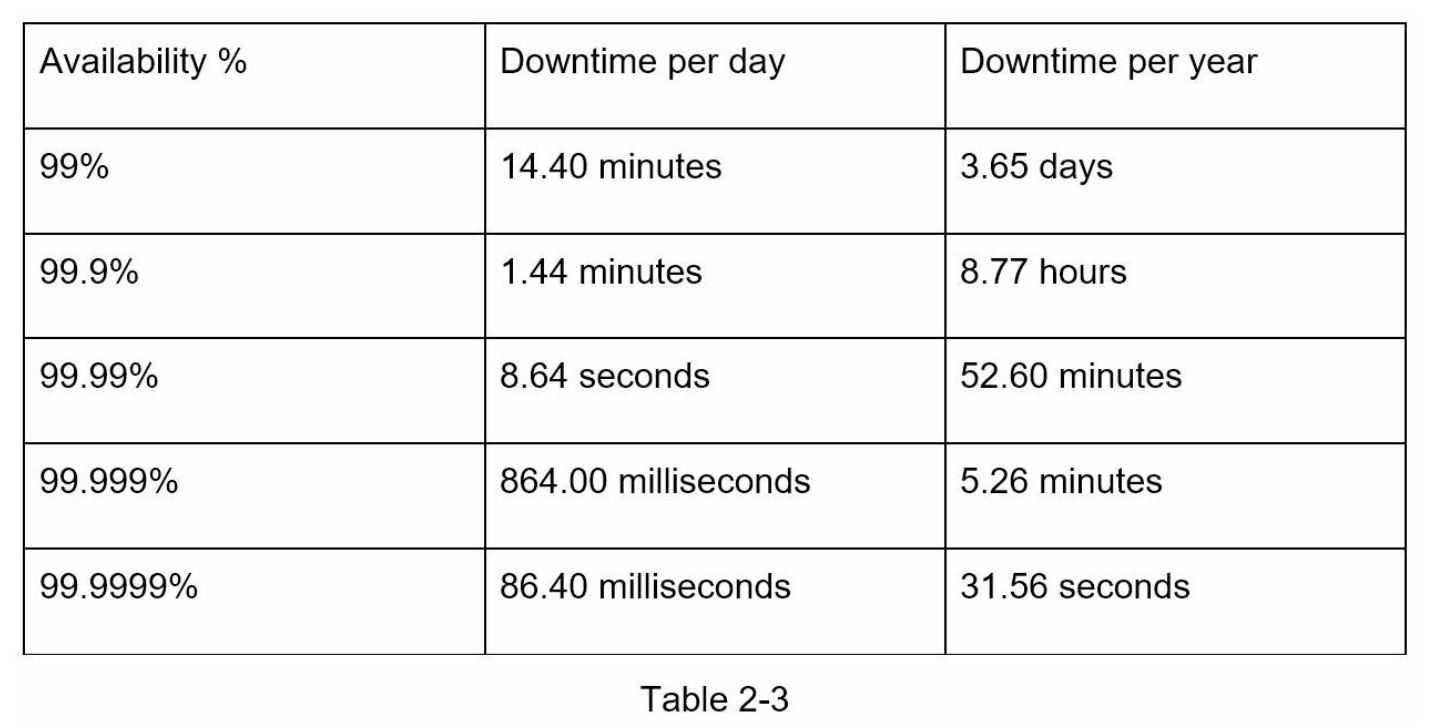 Availability % Downtime per day Downtime per year
99% 14.40 minutes 3.65 days
99.9% 1.44 minutes 8.77 hours
99.99% 8.64 seconds 52.60 minutes
99.999% 864.00 milliseconds 5.26 minutes
99.9999% 86.40 milliseconds 31.56 seconds
Table 2-3